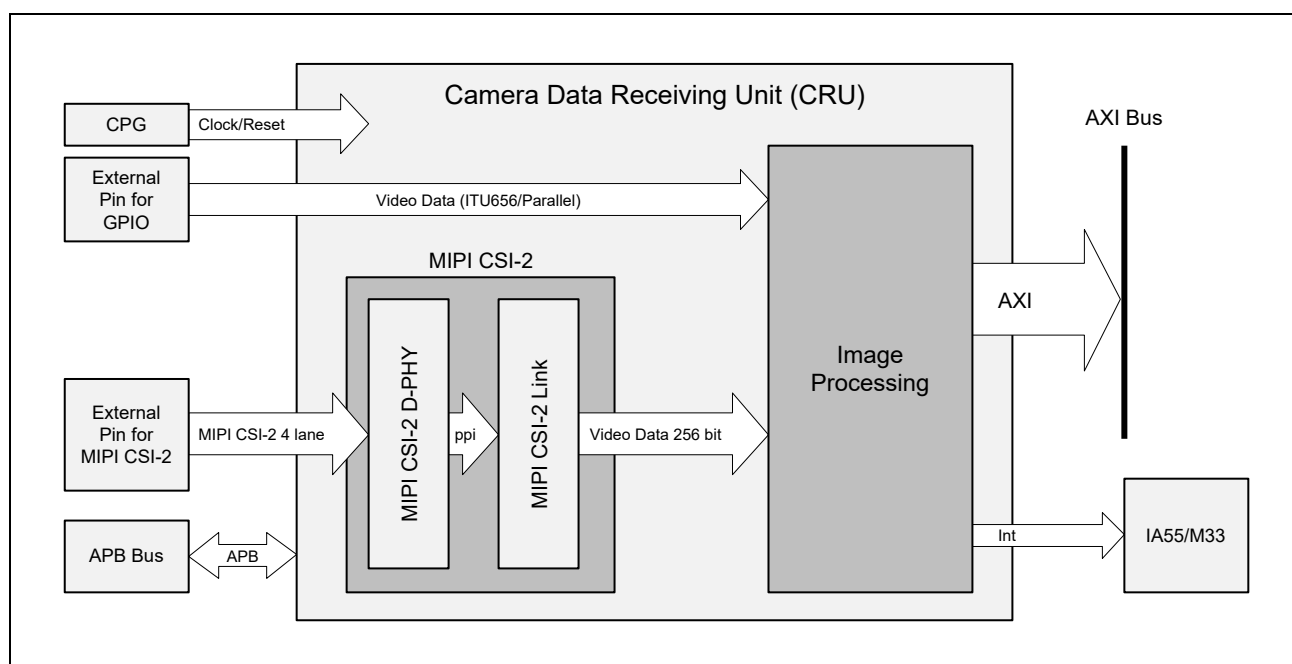 Camera Data Receiving Unit (CRU)
CPG
Clock/Reset
AXI Bus
External
Pin for
GPIO
Video Data (ITU656/Parallel)
MIPI CSI-2
AXI
Image
Processing
MIPI CSI-2 D-PHY
ppi
MIPI CSI-2 Link
External
Pin for
MIPI CSI-2
MIPI CSI-2 4 lane
Video Data 256 bit
APB Bus
APB
Int
IA55/M33